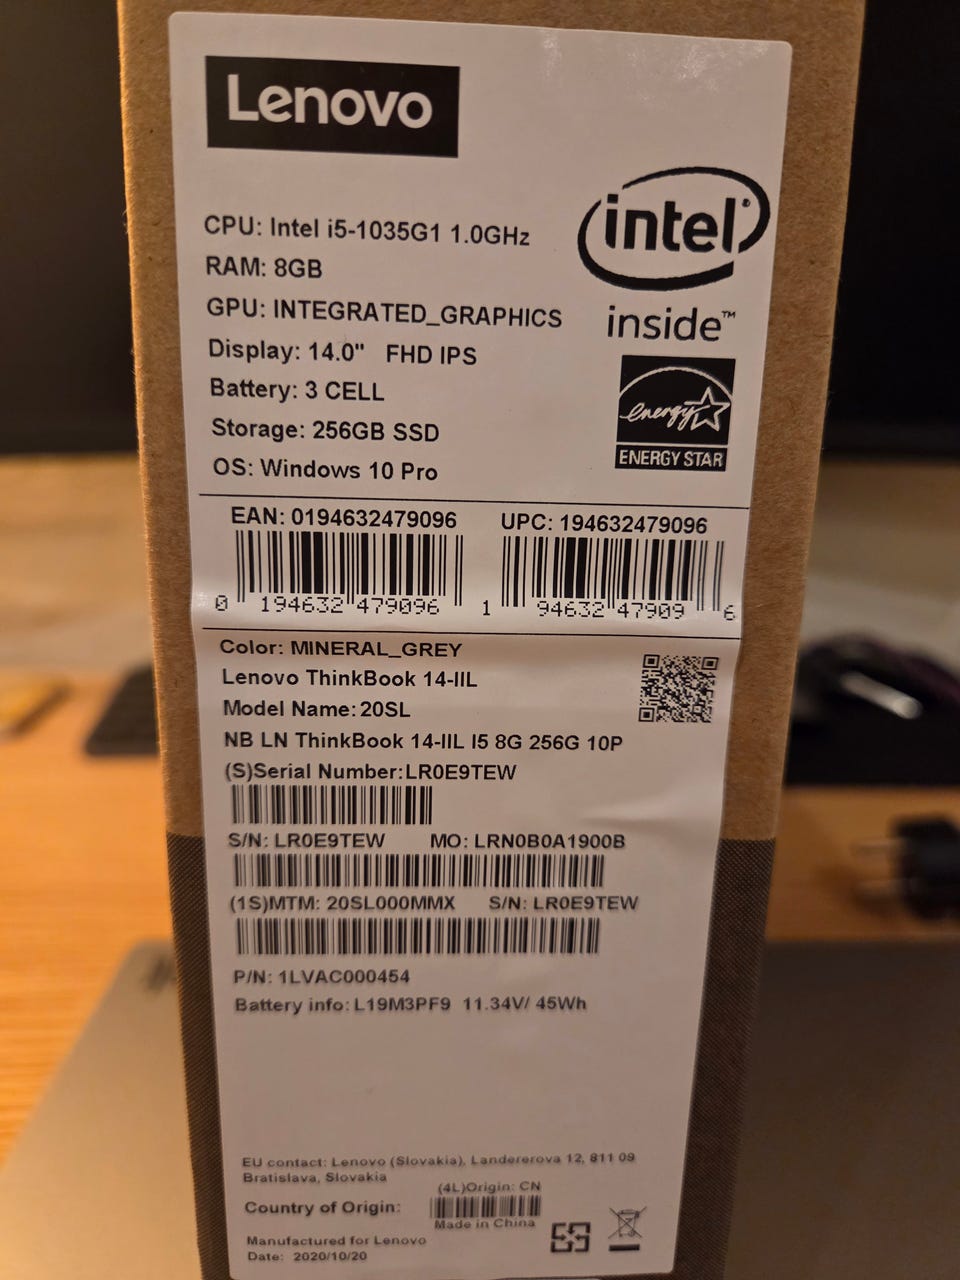 Lenovo
CPU: Intel i5-1035G1 1.0GHz
RAM: 8GB
GPU: INTEGRATED_GRAPHICS
Display: 14.0" FHD IPS
Battery: 3 CELL
Storage: 256GB SSD
OS: Windows 10 Pro
intel®
inside™
energy
ENERGY STAR
EAN: 0194632479096 UPC: 194632479096
0 194632 479096 1 94632 47909 6
Color: MINERAL_GREY
Lenovo ThinkBook 14-IIL
Model Name: 20SL
NB LN ThinkBook 14-IIL I5 8G 256G 10P
(S)Serial Number:LR0E9TEW
S/N: LR0E9TEW MO: LRN0B0A1900B
(1S)MTM: 20SL000MMX S/N: LR0E9TEW
P/N: 1LVAC000454
Battery info: L19M3PF9 11.34V/ 45Wh
EU contact: Lenovo (Slovakia), Landererova 12, 811 09
Bratislava, Slovakia
(4L)Origin: CN
Country of Origin:
Made in China
Manufactured for Lenovo
Date: 2020/10/20